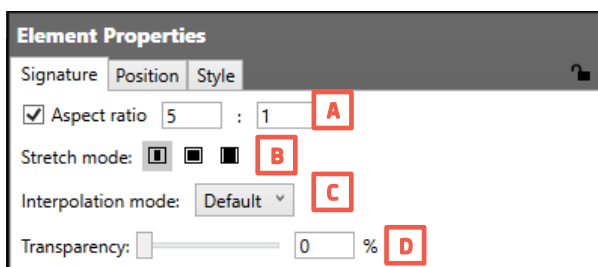 Element Properties
Signature Position Style
Aspect ratio 5 : 1 A
Stretch mode: B
Interpolation mode: Default C
Transparency: 0 % D